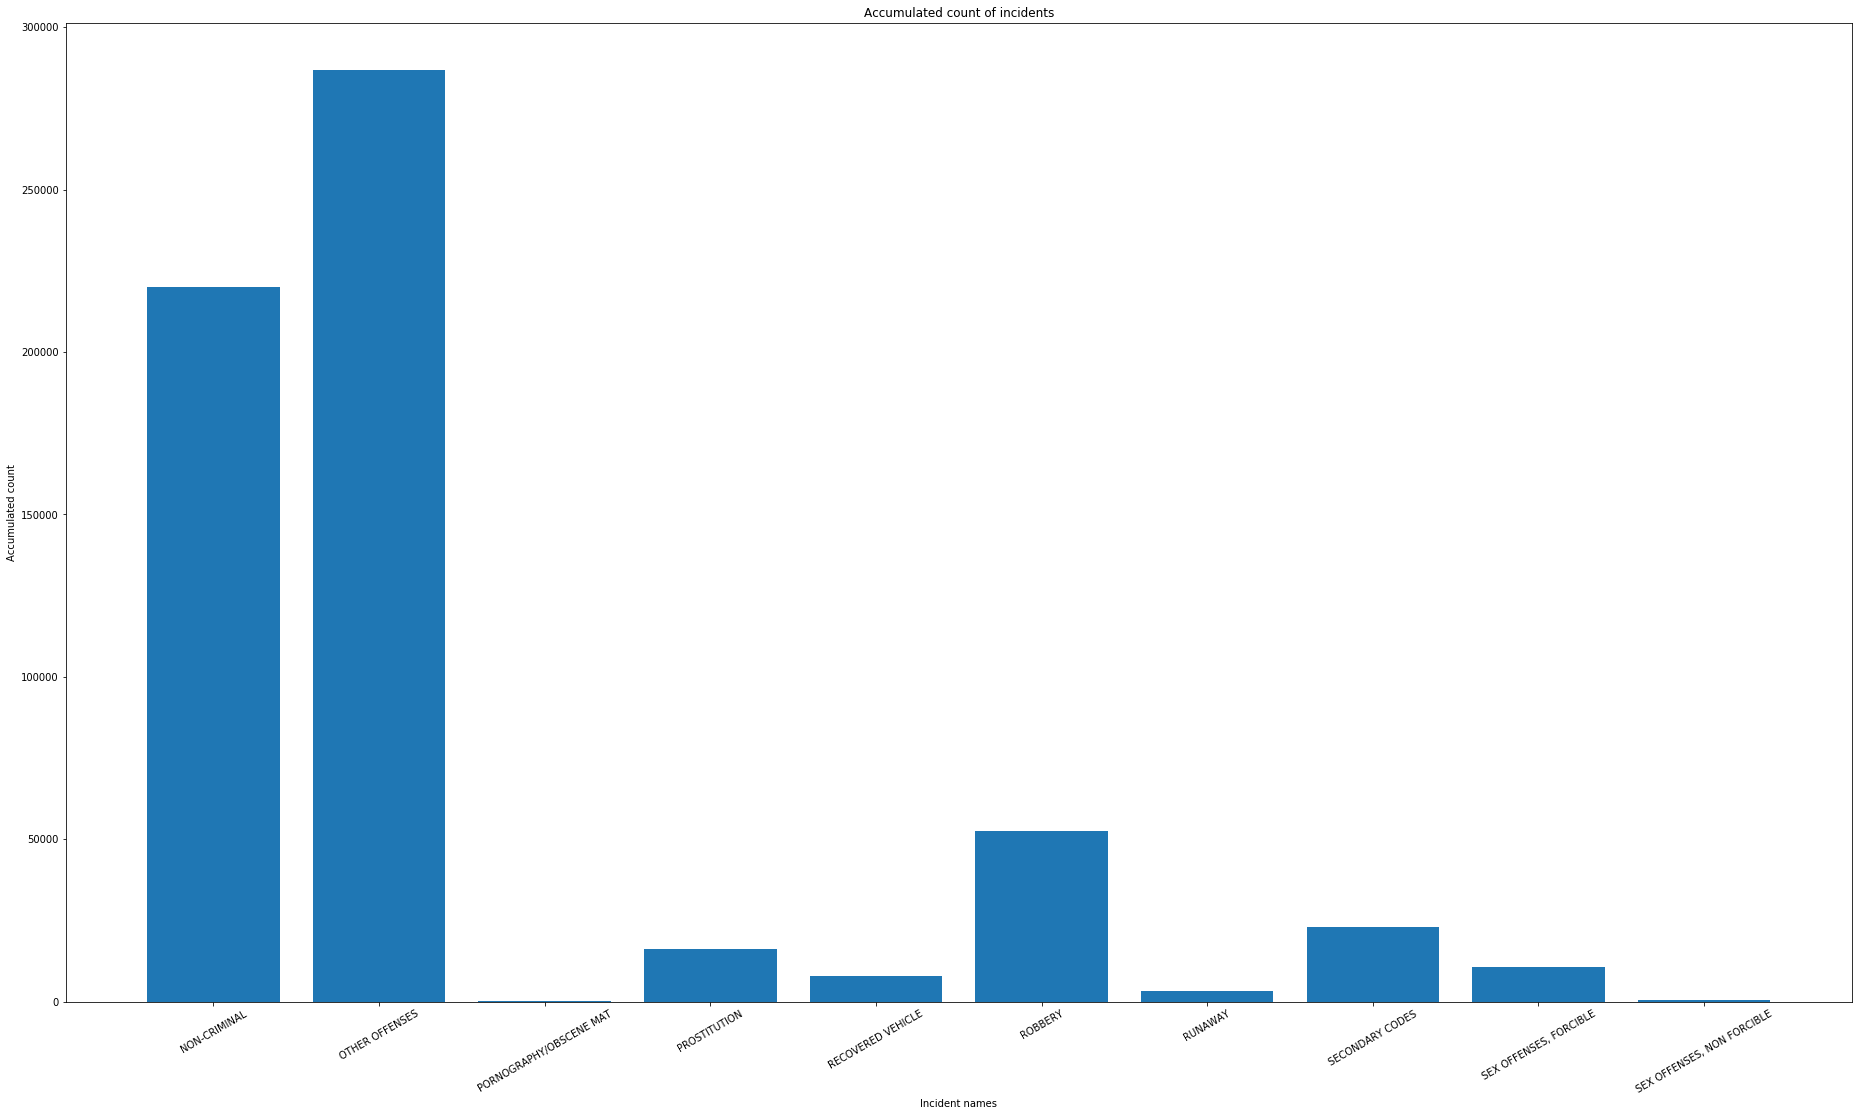 Accumulated count of incidents
300000
250000
200000
150000
100000
50000
0
Accumulated count
NON-CRIMINAL
OTHER OFFENSES
PORNOGRAPHY/OBSCENE MAT
PROSTITUTION
RECOVERED VEHICLE
ROBBERY
RUNAWAY
SECONDARY CODES
SEX OFFENSES, FORCIBLE
SEX OFFENSES, NON FORCIBLE
Incident names